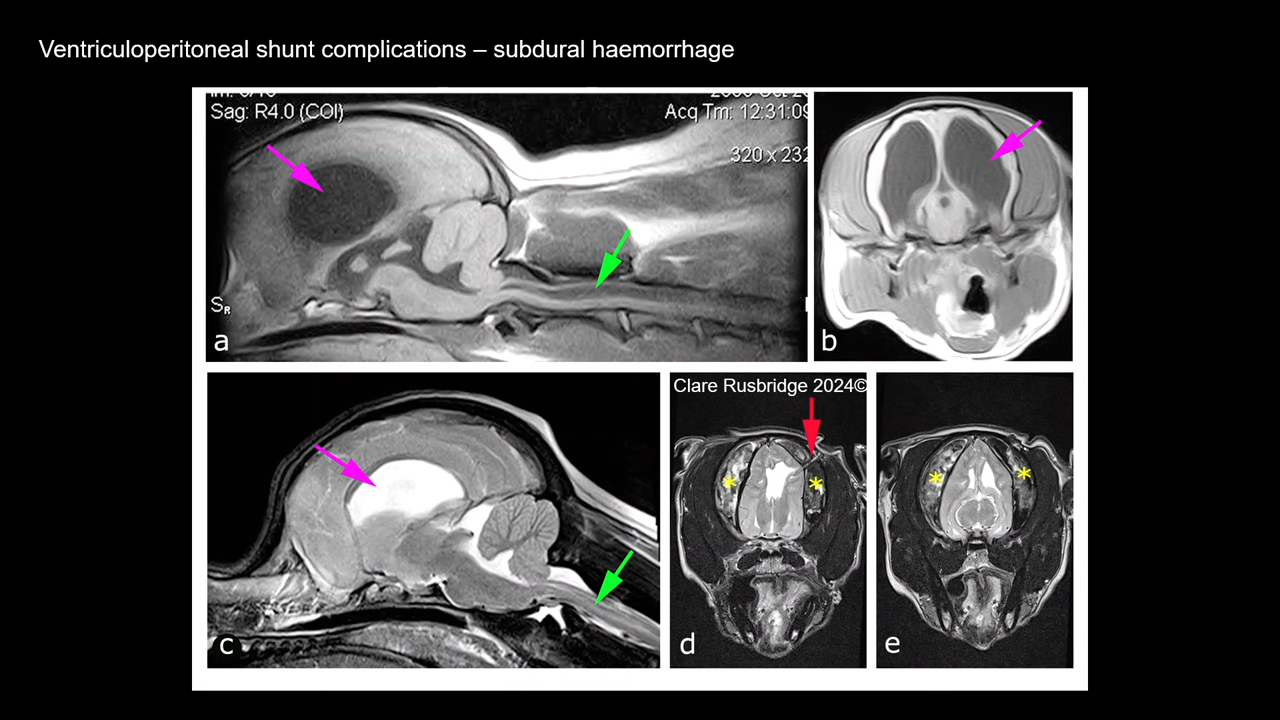 Ventriculoperitoneal shunt complications – subdural haemorrhage
Sag: R4.0 (COI)
Acq Tm: 12:31:09
320 x 232
SR
a
b
Clare Rusbridge 2024©
c
d
e